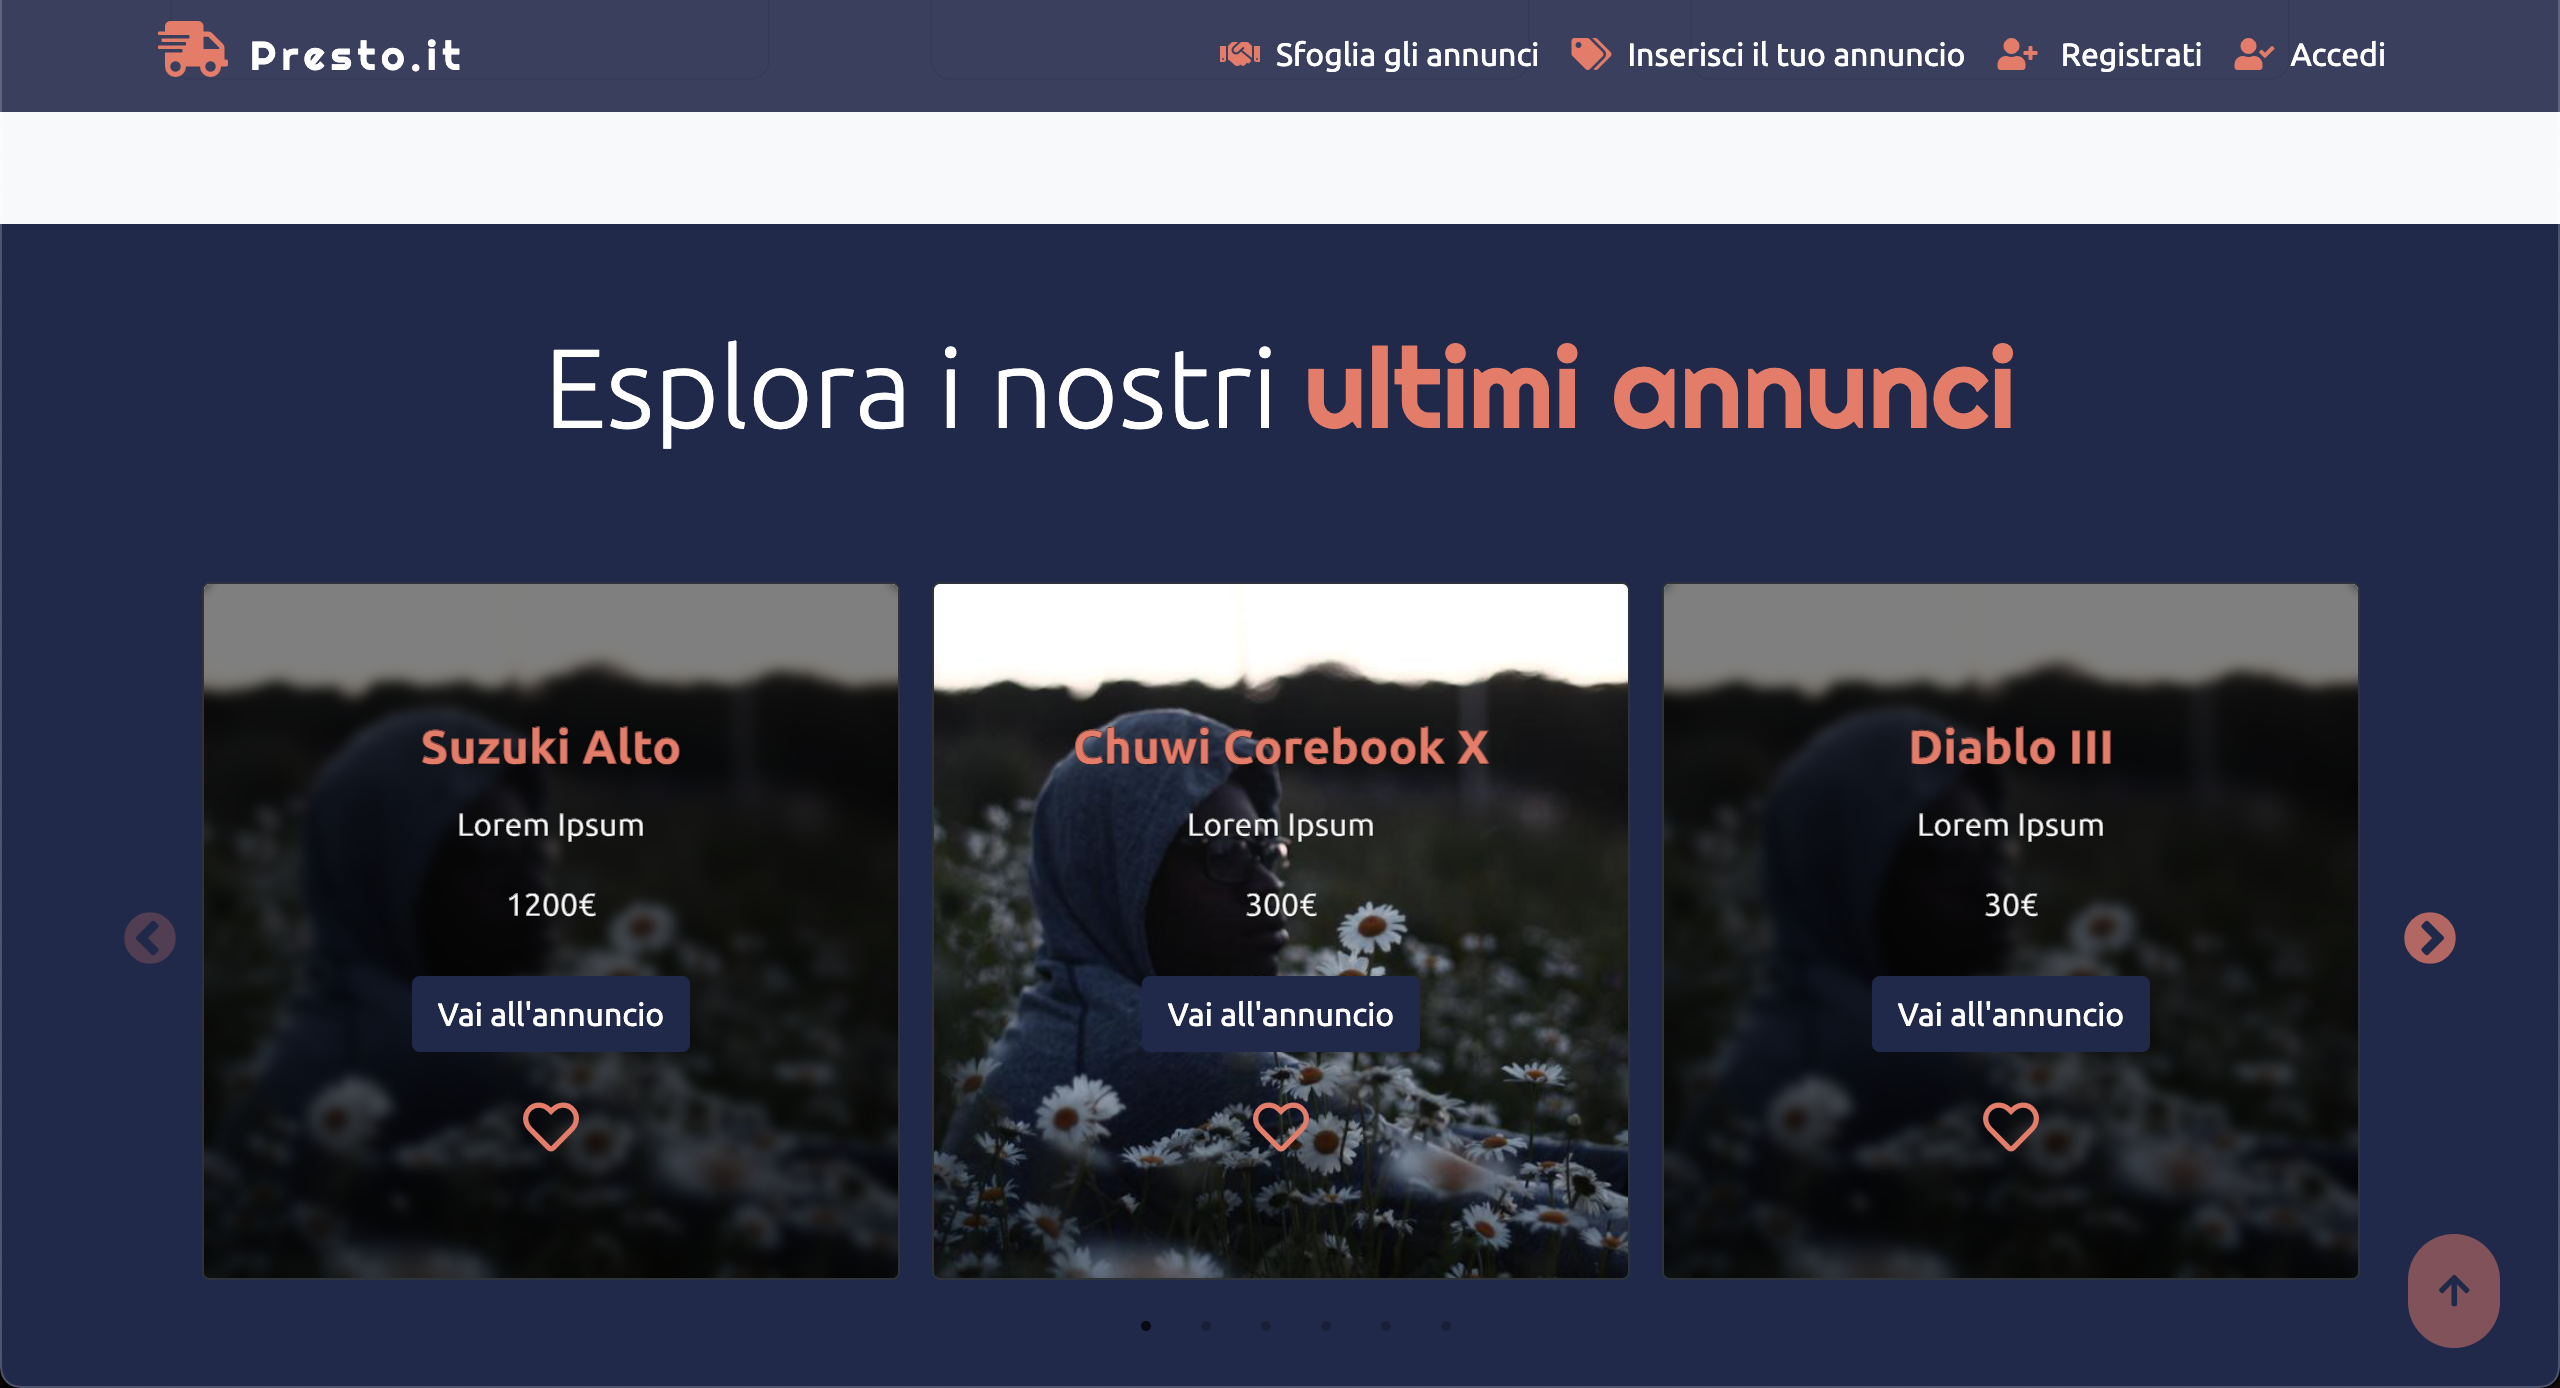 Presto.it
Sfoglia gli annunci
Inserisci il tuo annuncio
Registrati
Accedi
Esplora i nostri ultimi annunci
Suzuki Alto
Lorem Ipsum
1200€
Vai all'annuncio
Chuwi Corebook X
Lorem Ipsum
300€
Vai all'annuncio
Diablo III
Lorem Ipsum
30€
Vai all'annuncio